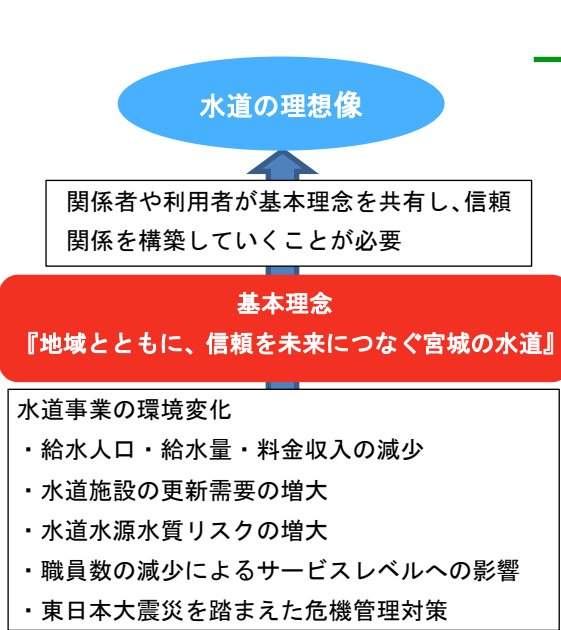 水道の理想像
関係者や利用者が基本理念を共有し、信頼
関係を構築していくことが必要
基本理念
『地域とともに、信頼を未来につなぐ宮城の水道』
水道事業の環境変化
・給水人口・給水量・料金収入の減少
・水道施設の更新需要の増大
・水道水源水質リスクの増大
・職員数の減少によるサービスレベルへの影響
・東日本大震災を踏まえた危機管理対策